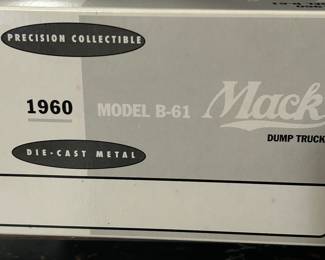 PRECISION COLLECTIBLE
1960 MODEL B-61 Mack
DUMP TRUCK
DIE-CAST METAL